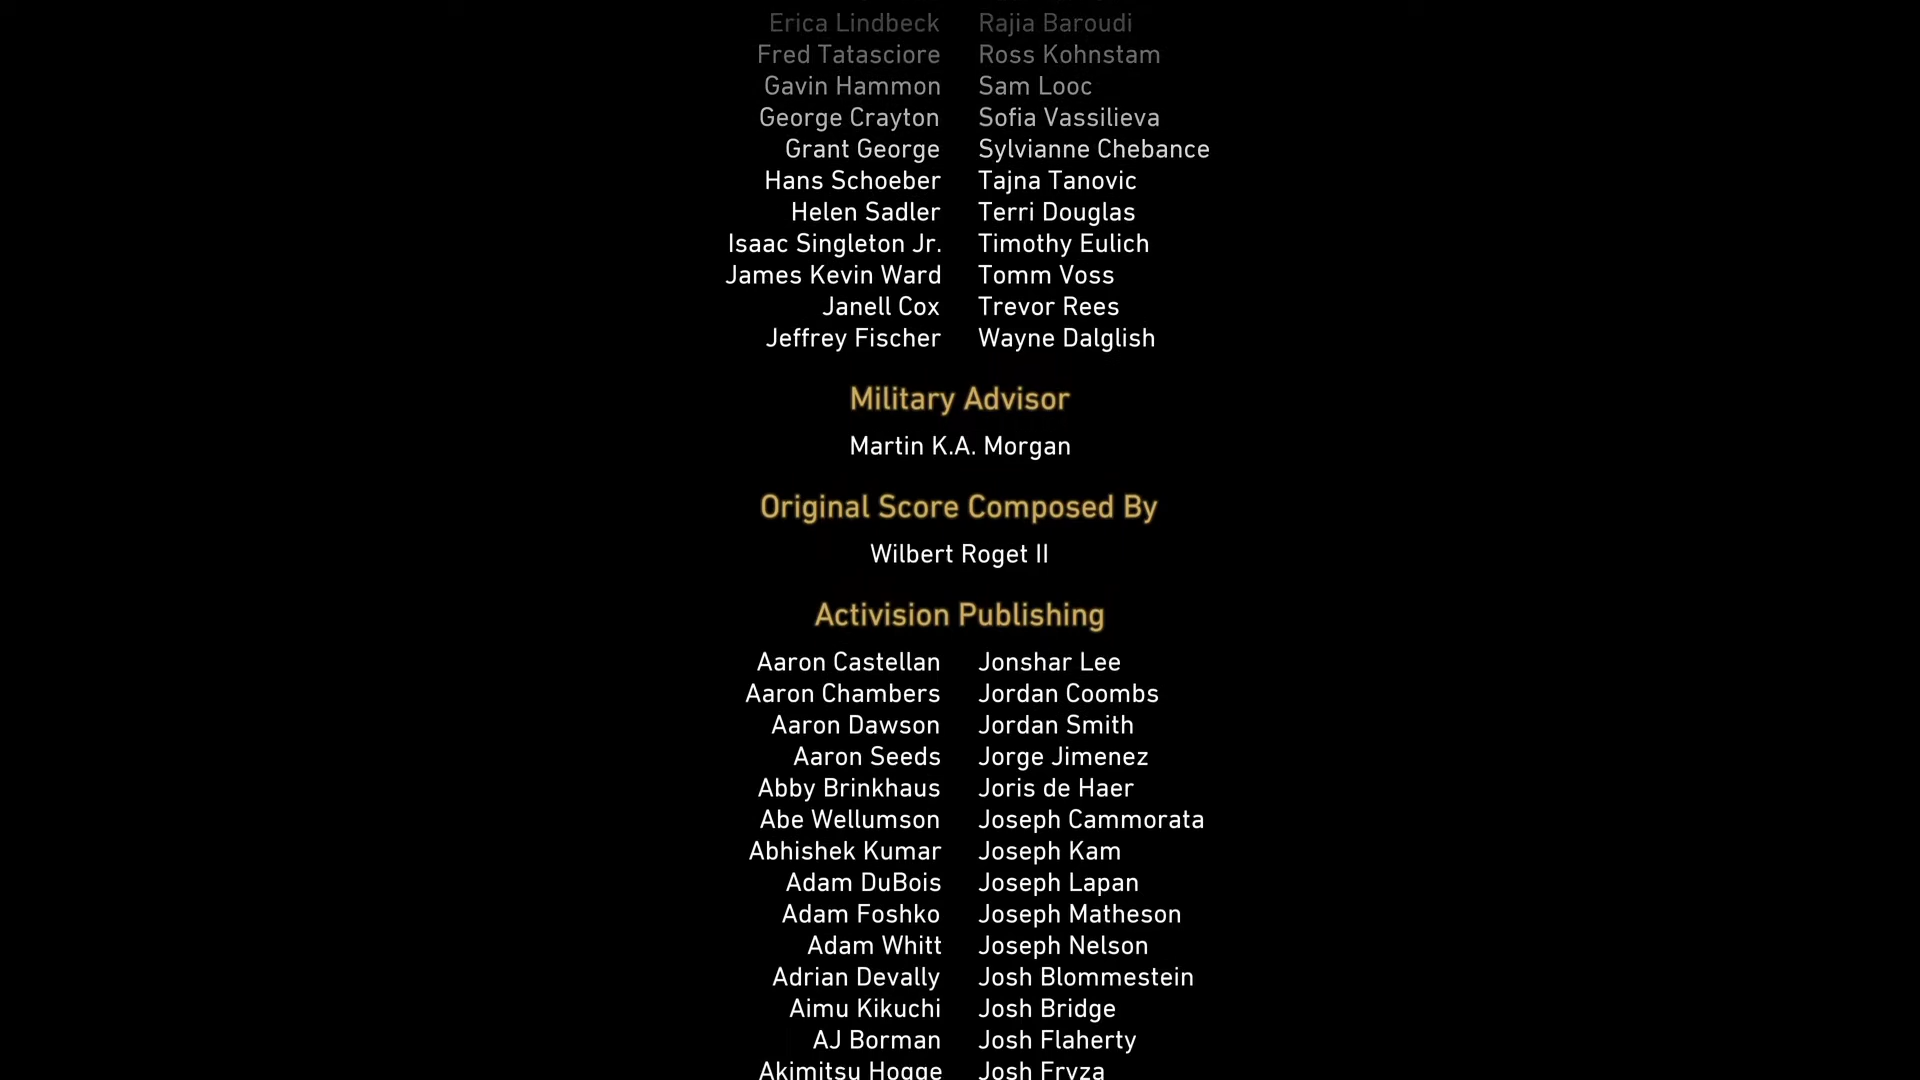 Erica Lindbeck Rajia Baroudi
Fred Tatasciore Ross Kohnstam
Gavin Hammon Sam Looc
George Crayton Sofia Vassilieva
Grant George Sylvianne Chebance
Hans Schoeber Tajna Tanovic
Helen Sadler Terri Douglas
Isaac Singleton Jr. Timothy Eulich
James Kevin Ward Tomm Voss
Janell Cox Trevor Rees
Jeffrey Fischer Wayne Dalglish
Military Advisor
Martin K.A. Morgan
Original Score Composed By
Wilbert Roget II
Activision Publishing
Aaron Castellan Jonshar Lee
Aaron Chambers Jordan Coombs
Aaron Dawson Jordan Smith
Aaron Seeds Jorge Jimenez
Abby Brinkhaus Joris de Haer
Abe Wellumson Joseph Cammorata
Abhishek Kumar Joseph Kam
Adam DuBois Joseph Lapan
Adam Foshko Joseph Matheson
Adam Whitt Joseph Nelson
Adrian Devally Josh Blommestein
Aimu Kikuchi Josh Bridge
AJ Borman Josh Flaherty
Akimitsu Hogge Josh Fryza